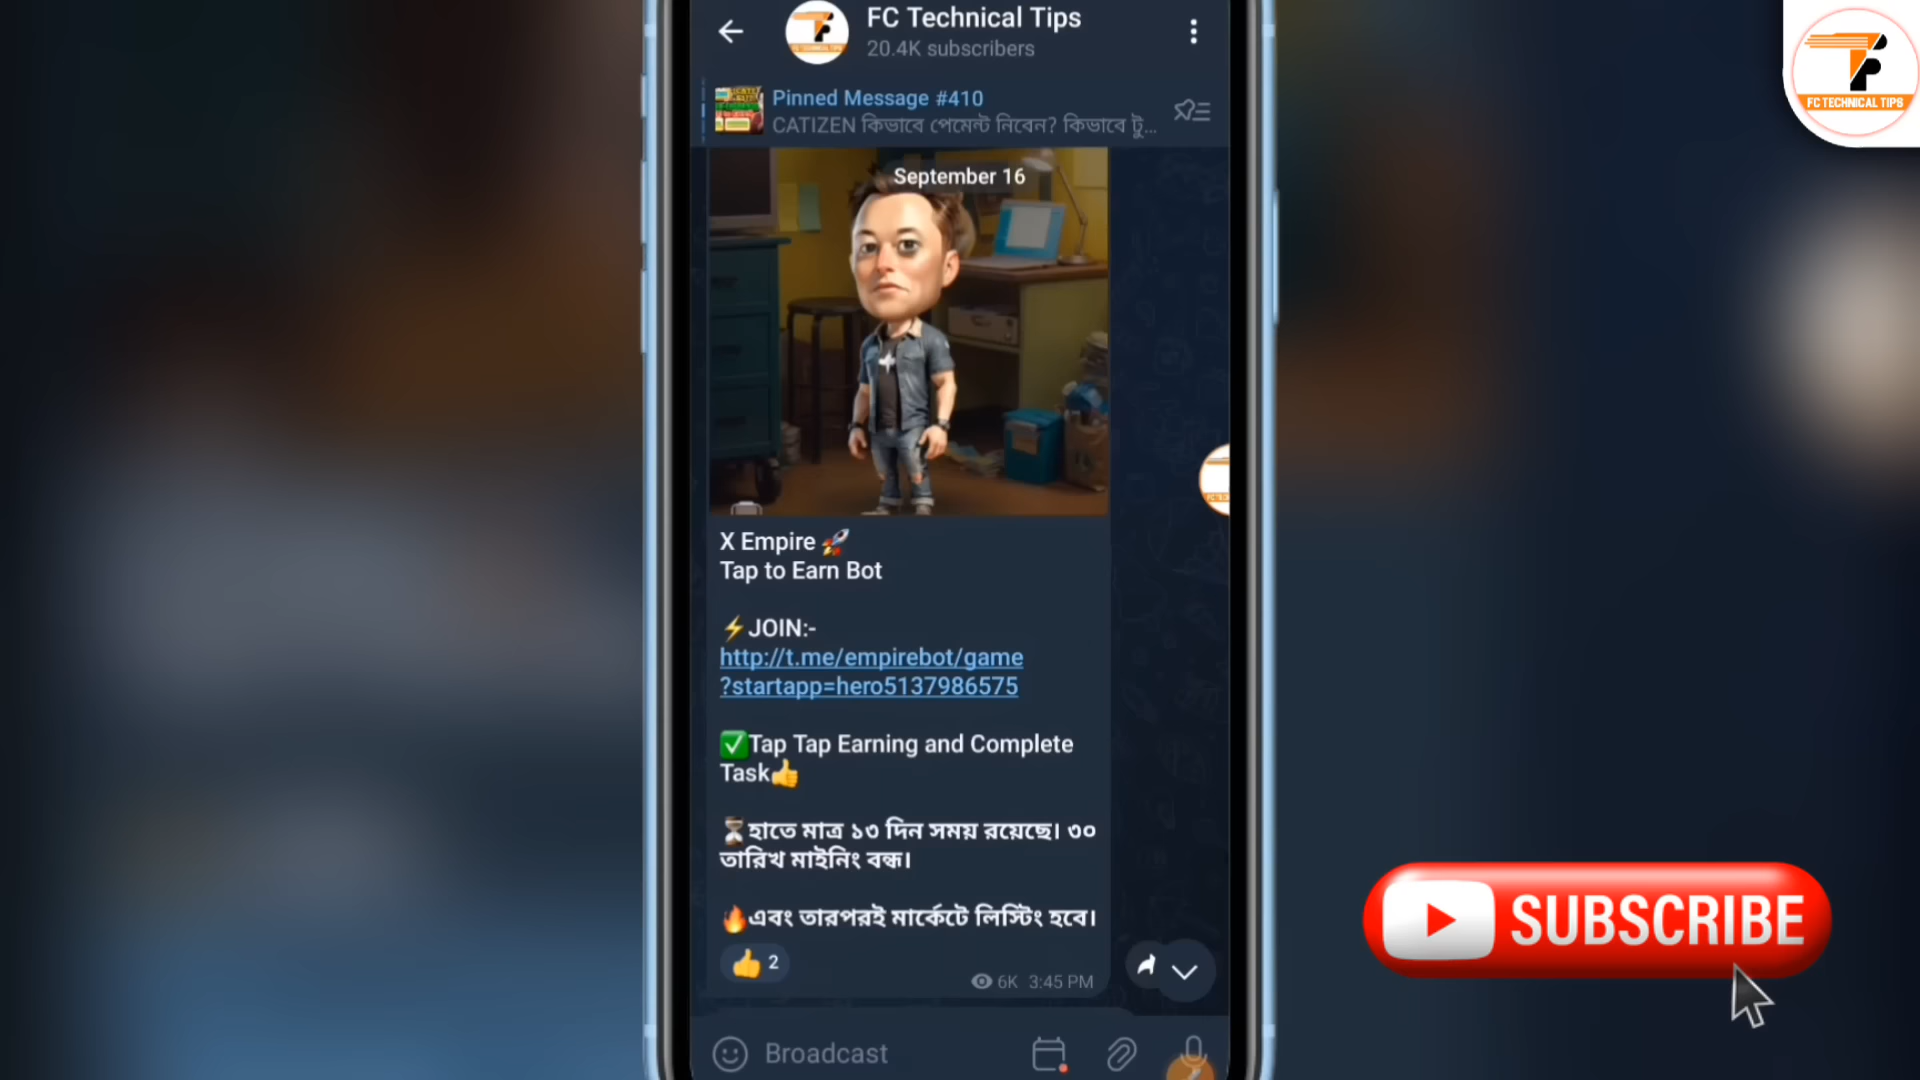 FC Technical Tips
20.4K subscribers
FC TECHNICAL TIPS
Pinned Message #410
CATIZEN কিভাবে পেমেন্ট নিবেন? কিভাবে টু...
September 16
X Empire 🚀
Tap to Earn Bot
⚡JOIN:-
http://t.me/empirebot/game
?startapp=hero5137986575
✅Tap Tap Earning and Complete
Task👍
⏳হাতে মাত্র ১৩ দিন সময় রয়েছে। ৩০
তারিখ মাইনিং বন্ধ।
🔥এবং তারপরই মার্কেটে লিস্টিং হবে।
👍 2
6K 3:45 PM
SUBSCRIBE
Broadcast